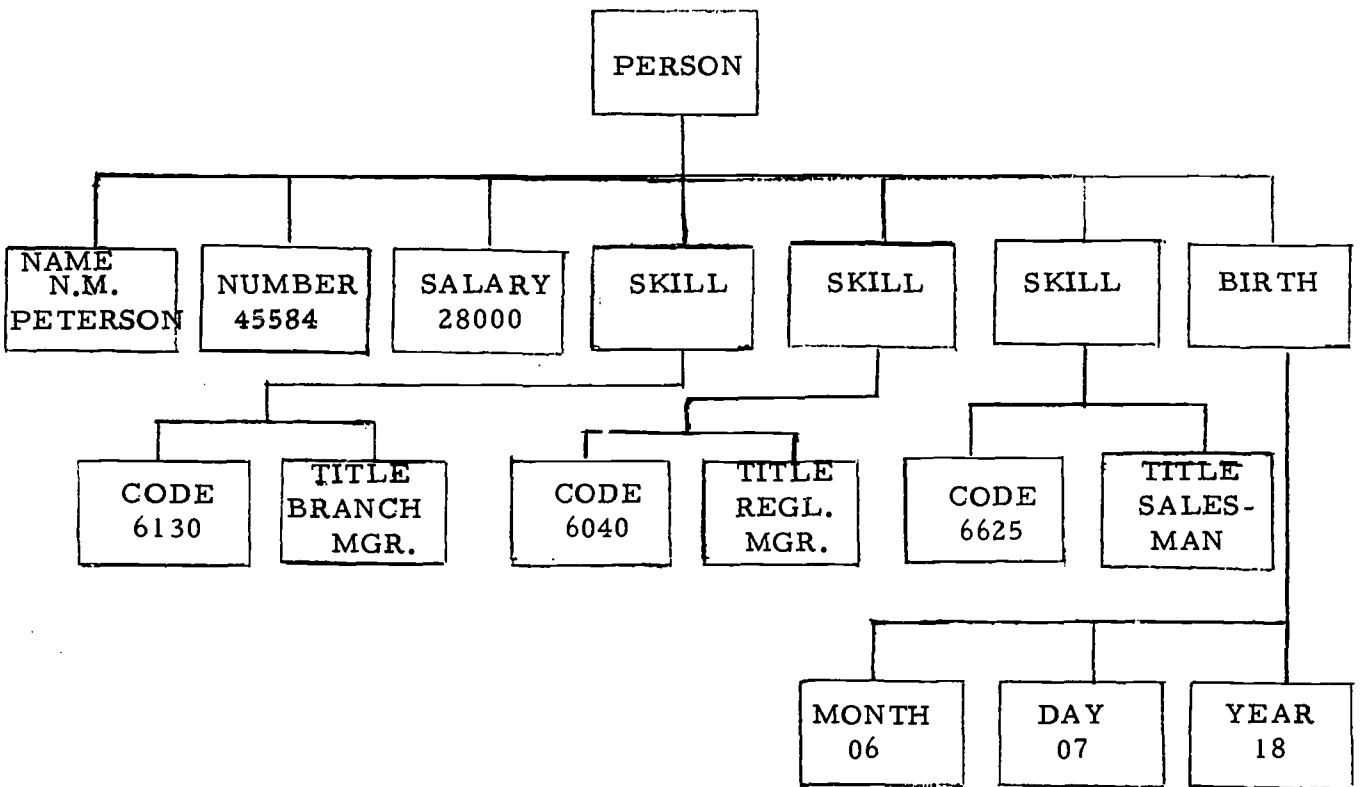 PERSON
NAME
N.M.
PETERSON
NUMBER
45584
SALARY
28000
SKILL
SKILL
SKILL
BIRTH
CODE
6130
TITLE
BRANCH
MGR.
CODE
6040
TITLE
REGL.
MGR.
CODE
6625
TITLE
SALES-
MAN
MONTH
06
DAY
07
YEAR
18